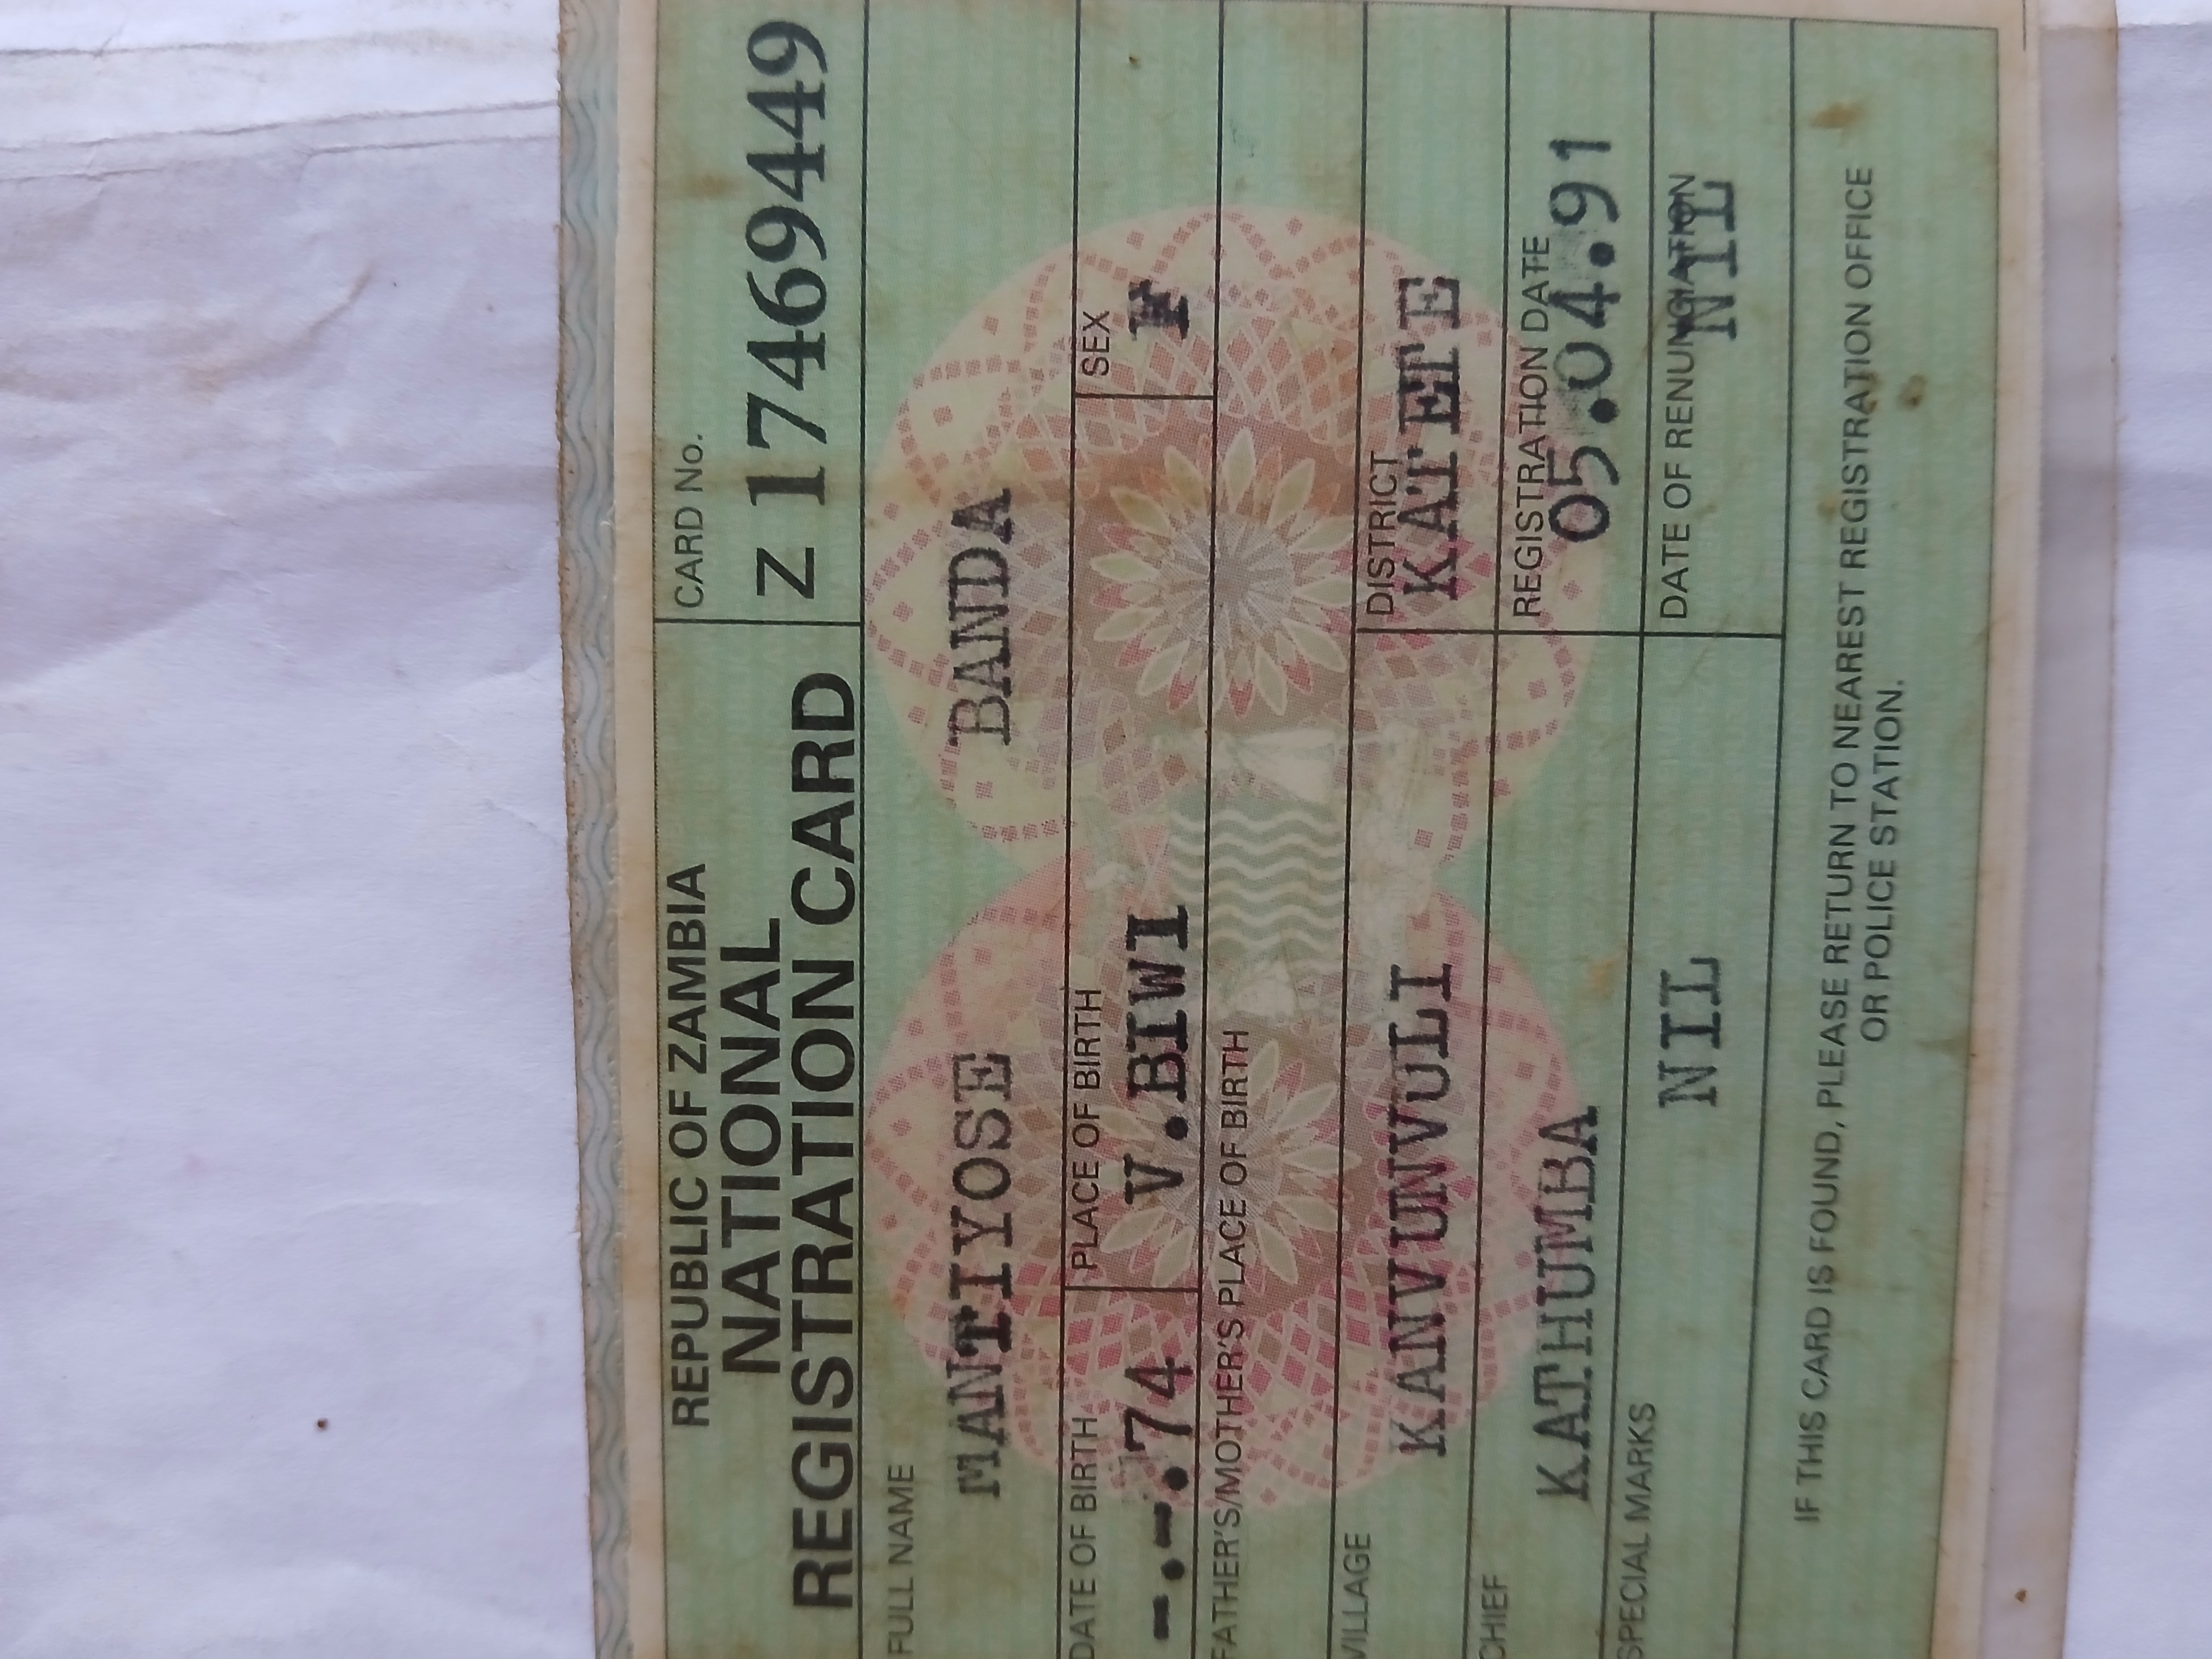 REPUBLIC OF ZAMBIA
NATIONAL
REGISTRATION CARD
CARD No.
Z 17469449
FULL NAME
MANTIYOSE BANDA
DATE OF BIRTH
-.-.74
PLACE OF BIRTH
V.BIWI
SEX
F
FATHER'S/MOTHER'S PLACE OF BIRTH
VILLAGE
KANVUNVULI
DISTRICT
KATETE
CHIEF
KATHUMBA
REGISTRATION DATE
05.04.91
SPECIAL MARKS
NIL
DATE OF RENUNCIATION
NIL
IF THIS CARD IS FOUND, PLEASE RETURN TO NEAREST REGISTRATION OFFICE
OR POLICE STATION.